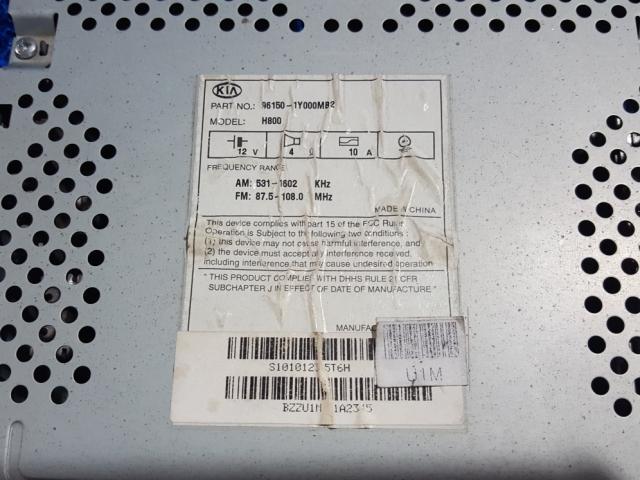 KIA
PART NO.: 96150-1Y000MB2
MODEL: H800
12 V 4 Ω 10 A
FREQUENCY RANGE
AM: 531-1602 KHz
FM: 87.5-108.0 MHz
MADE IN CHINA
This device complies with part 15 of the FCC Rules
Operation is Subject to the following two conditions:
(1) this device may not cause harmful interference, and
(2) the device must accept any interference received,
including interference that may cause undesired operation
"THIS PRODUCT COMPLIES WITH DHHS RULE 21 CFR
SUBCHAPTER J IN EFFECT OF DATE OF MANUFACTURE"
U1M